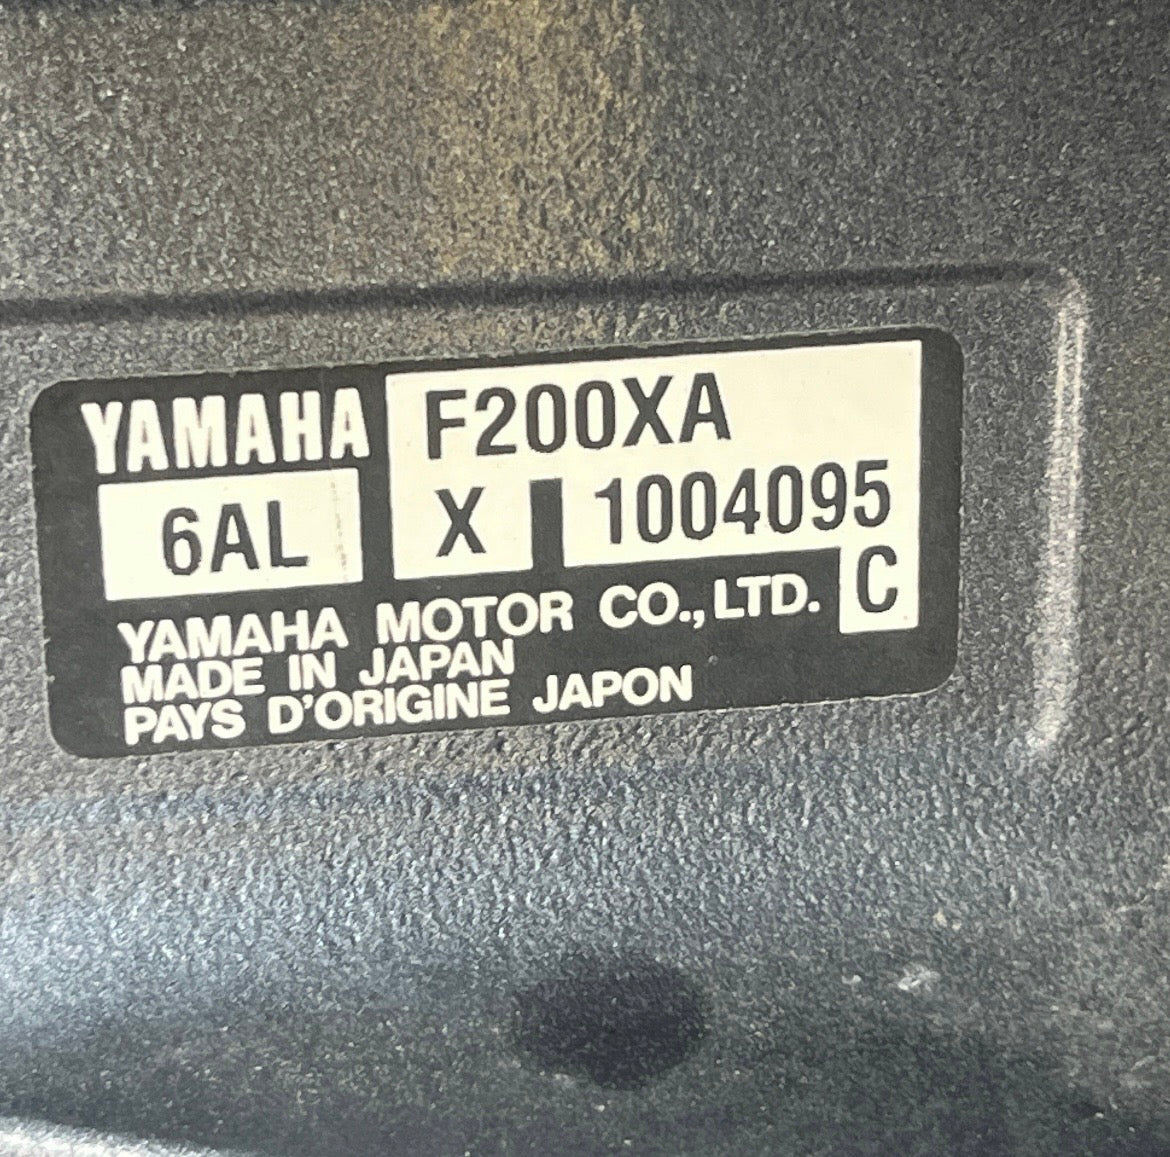 YAMAHA F200XA
6AL X 1004095
C
YAMAHA MOTOR CO.,LTD.
MADE IN JAPAN
PAYS D'ORIGINE JAPON